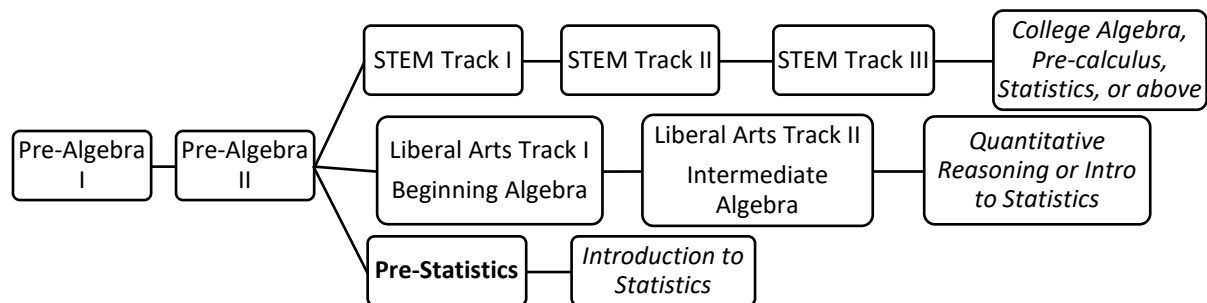 Pre-Algebra
I
Pre-Algebra
II
STEM Track I
STEM Track II
STEM Track III
College Algebra,
Pre-calculus,
Statistics, or above
Liberal Arts Track I
Beginning Algebra
Liberal Arts Track II
Intermediate
Algebra
Quantitative
Reasoning or Intro
to Statistics
Pre-Statistics
Introduction to
Statistics